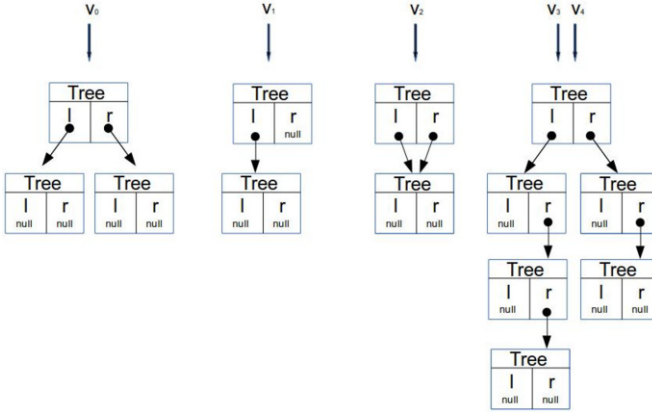 V₀ V₁ V₂ V₃ V₄
Tree Tree Tree Tree
l r l r l r l r
null
Tree Tree Tree Tree Tree Tree
l r l r l r l r l r l r
null null null null null null null null null null
Tree Tree
l r l r
null null null
Tree
l r
null null